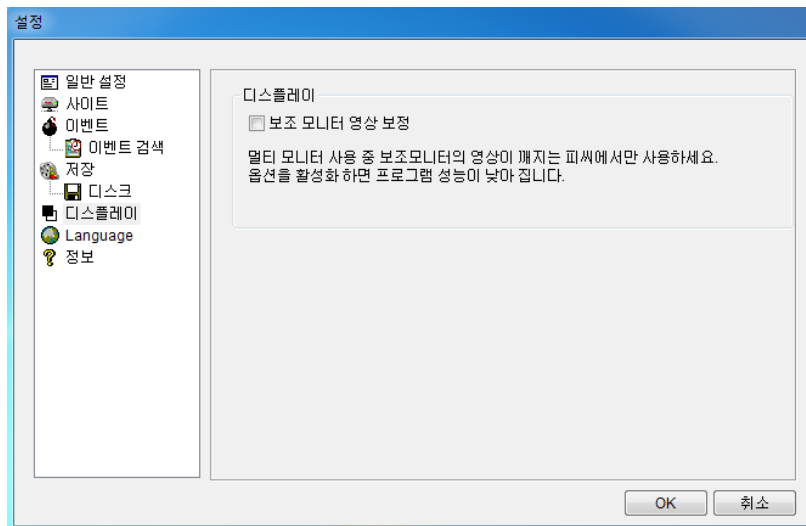 설정
일반 설정
사이트
이벤트
이벤트 검색
저장
디스크
디스플레이
Language
정보
디스플레이
보조 모니터 영상 보정
멀티 모니터 사용 중 보조모니터의 영상이 깨지는 피씨에서만 사용하세요.
옵션을 활성화 하면 프로그램 성능이 낮아 집니다.
OK
취소